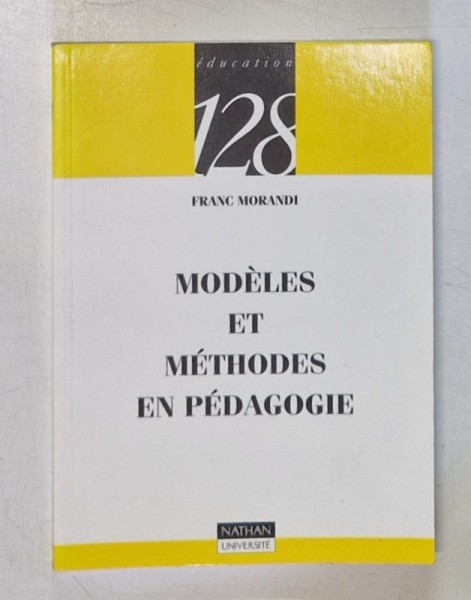 éducation
128
FRANC MORANDI
MODÈLES
ET
MÉTHODES
EN PÉDAGOGIE
NATHAN
UNIVERSITÉ